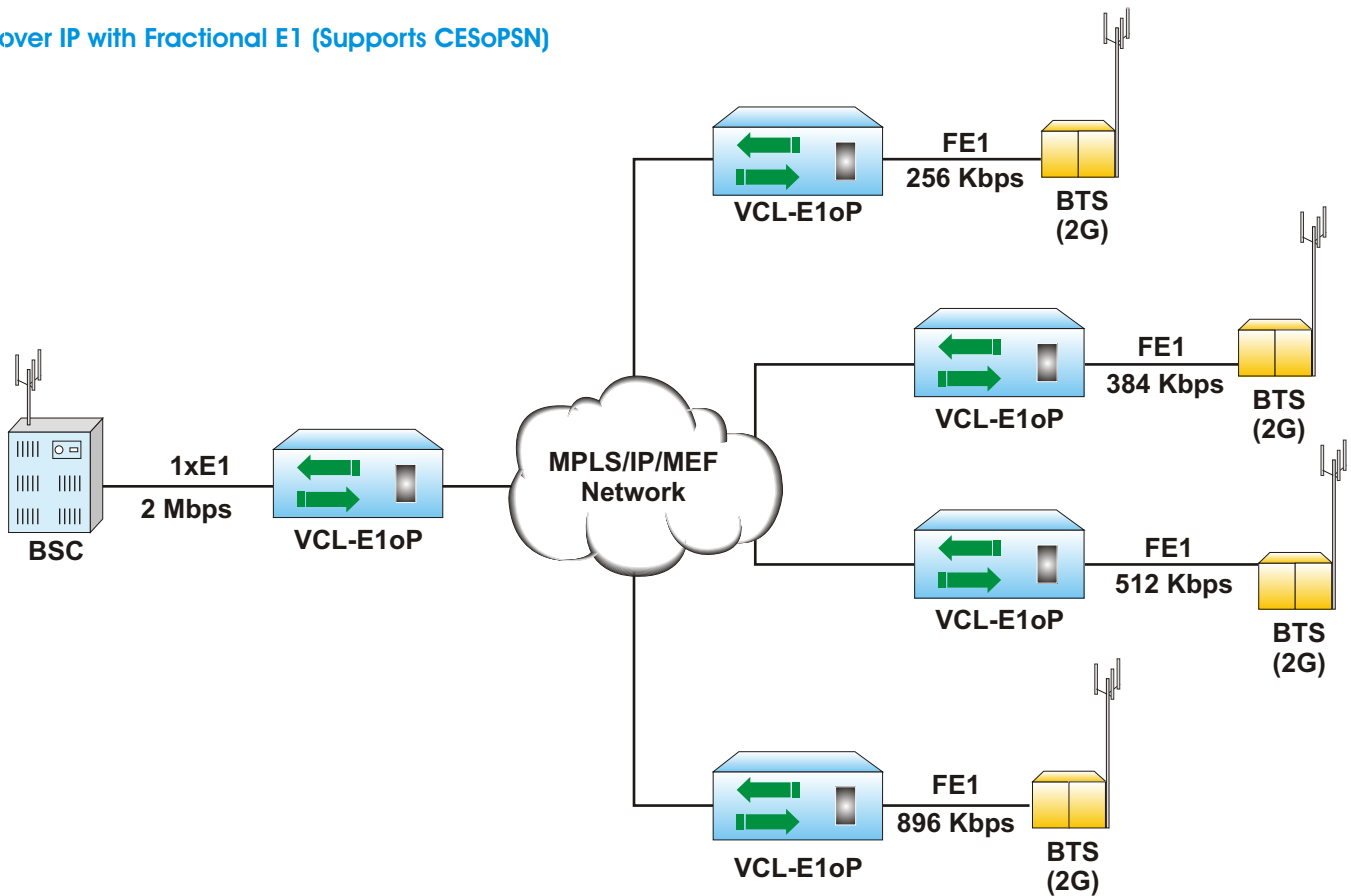 over IP with Fractional E1 (Supports CESoPSN)
FE1
256 Kbps
VCL-E1oP
BTS
(2G)
FE1
384 Kbps
VCL-E1oP
BTS
(2G)
1xE1
2 Mbps
BSC
VCL-E1oP
MPLS/IP/MEF
Network
FE1
512 Kbps
VCL-E1oP
BTS
(2G)
FE1
896 Kbps
VCL-E1oP
BTS
(2G)